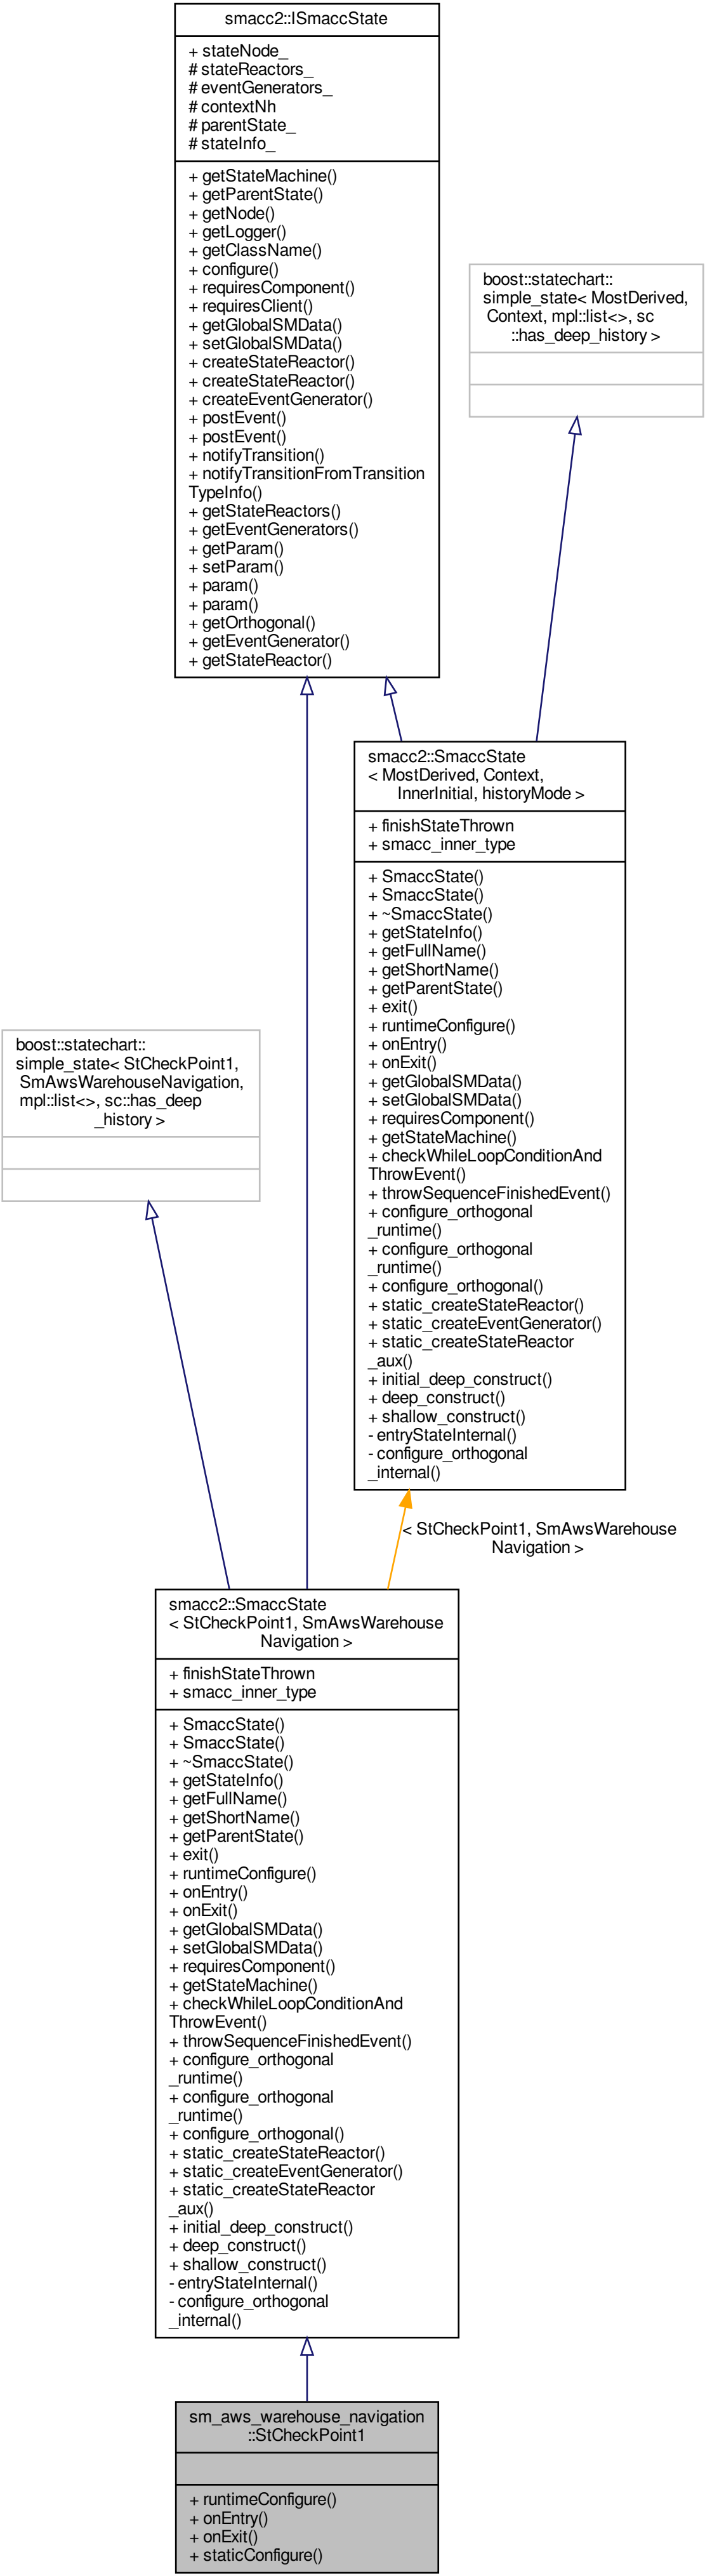 smacc2::ISmaccState
+ stateNode_
# stateReactors_
# eventGenerators_
# contextNh
# parentState_
# stateInfo_
+ getStateMachine()
+ getParentState()
+ getNode()
+ getLogger()
+ getClassName()
+ configure()
+ requiresComponent()
+ requiresClient()
+ getGlobalSMData()
+ setGlobalSMData()
+ createStateReactor()
+ createStateReactor()
+ createEventGenerator()
+ postEvent()
+ postEvent()
+ notifyTransition()
+ notifyTransitionFromTransition
TypeInfo()
+ getStateReactors()
+ getEventGenerators()
+ getParam()
+ setParam()
+ param()
+ param()
+ getOrthogonal()
+ getEventGenerator()
+ getStateReactor()
boost::statechart::
simple_state< MostDerived,
Context, mpl::list<>, sc
::has_deep_history >
smacc2::SmaccState
< MostDerived, Context,
InnerInitial, historyMode >
+ finishStateThrown
+ smacc_inner_type
+ SmaccState()
+ SmaccState()
+ ~SmaccState()
+ getStateInfo()
+ getFullName()
+ getShortName()
+ getParentState()
+ exit()
+ runtimeConfigure()
+ onEntry()
+ onExit()
+ getGlobalSMData()
+ setGlobalSMData()
+ requiresComponent()
+ getStateMachine()
+ checkWhileLoopConditionAnd
ThrowEvent()
+ throwSequenceFinishedEvent()
+ configure_orthogonal
_runtime()
+ configure_orthogonal
_runtime()
+ configure_orthogonal()
+ static_createStateReactor()
+ static_createEventGenerator()
+ static_createStateReactor
_aux()
+ initial_deep_construct()
+ deep_construct()
+ shallow_construct()
- entryStateInternal()
- configure_orthogonal
_internal()
boost::statechart::
simple_state< StCheckPoint1,
SmAwsWarehouseNavigation,
mpl::list<>, sc::has_deep
_history >
< StCheckPoint1, SmAwsWarehouse
Navigation >
smacc2::SmaccState
< StCheckPoint1, SmAwsWarehouse
Navigation >
+ finishStateThrown
+ smacc_inner_type
+ SmaccState()
+ SmaccState()
+ ~SmaccState()
+ getStateInfo()
+ getFullName()
+ getShortName()
+ getParentState()
+ exit()
+ runtimeConfigure()
+ onEntry()
+ onExit()
+ getGlobalSMData()
+ setGlobalSMData()
+ requiresComponent()
+ getStateMachine()
+ checkWhileLoopConditionAnd
ThrowEvent()
+ throwSequenceFinishedEvent()
+ configure_orthogonal
_runtime()
+ configure_orthogonal
_runtime()
+ configure_orthogonal()
+ static_createStateReactor()
+ static_createEventGenerator()
+ static_createStateReactor
_aux()
+ initial_deep_construct()
+ deep_construct()
+ shallow_construct()
- entryStateInternal()
- configure_orthogonal
_internal()
sm_aws_warehouse_navigation
::StCheckPoint1
+ runtimeConfigure()
+ onEntry()
+ onExit()
+ staticConfigure()